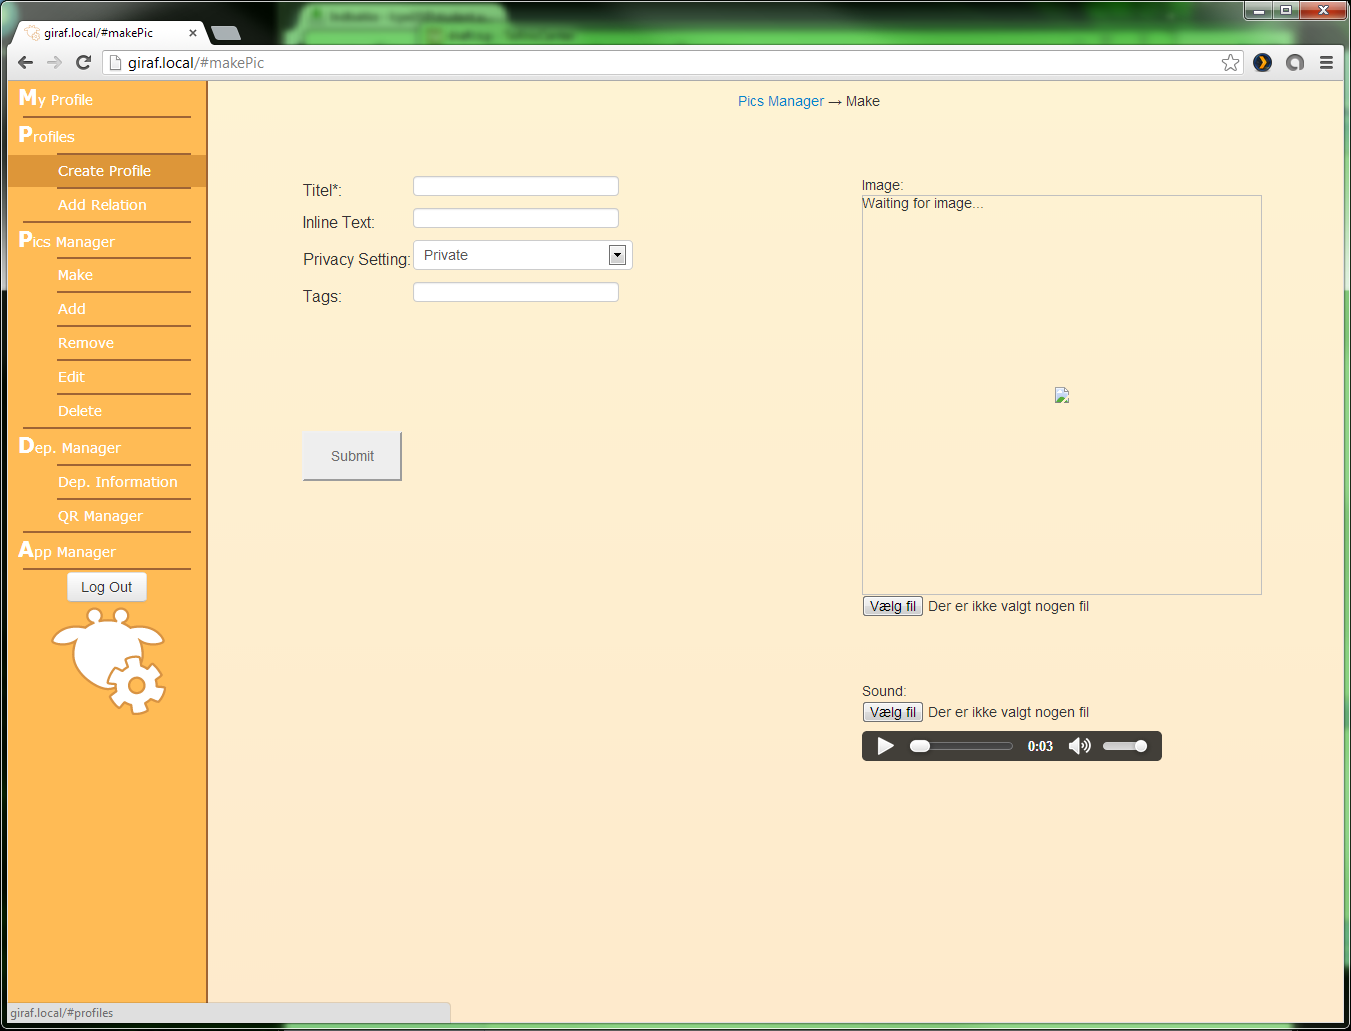 giraf.local/#makePic
giraf.local/#makePic
My Profile
Profiles
Create Profile
Add Relation
Pics Manager
Make
Add
Remove
Edit
Delete
Dep. Manager
Dep. Information
QR Manager
App Manager
Log Out
Pics Manager → Make
Titel*:
Inline Text:
Privacy Setting: Private
Tags:
Submit
Image:
Waiting for image...
Vælg fil Der er ikke valgt nogen fil
Sound:
Vælg fil Der er ikke valgt nogen fil
0:03
giraf.local/#profiles